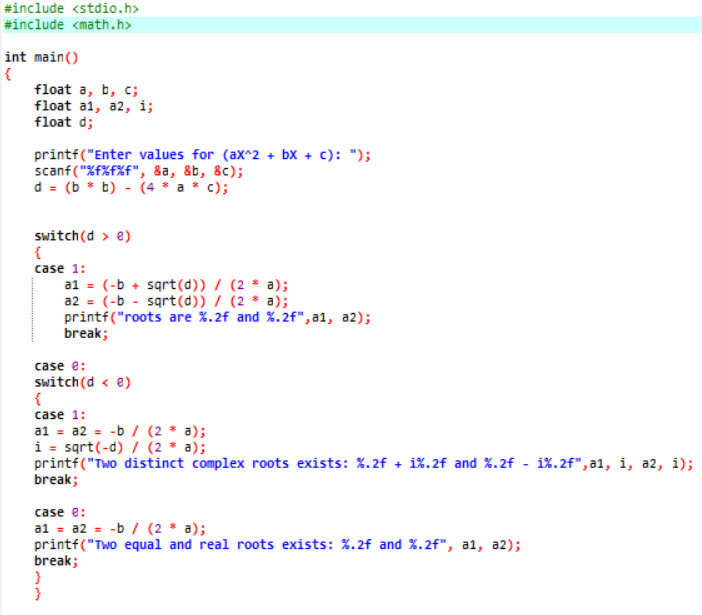 #include <stdio.h>
#include <math.h>
int main()
{
float a, b, c;
float a1, a2, i;
float d;
printf("Enter values for (aX^2 + bX + c): ");
scanf("%f%f%f", &a, &b, &c);
d = (b * b) - (4 * a * c);
switch(d > 0)
{
case 1:
a1 = (-b + sqrt(d)) / (2 * a);
a2 = (-b - sqrt(d)) / (2 * a);
printf("roots are %.2f and %.2f",a1, a2);
break;
case 0:
switch(d < 0)
{
case 1:
a1 = a2 = -b / (2 * a);
i = sqrt(-d) / (2 * a);
printf("Two distinct complex roots exists: %.2f + i%.2f and %.2f - i%.2f",a1, i, a2, i);
break;
case 0:
a1 = a2 = -b / (2 * a);
printf("Two equal and real roots exists: %.2f and %.2f", a1, a2);
break;
}
}